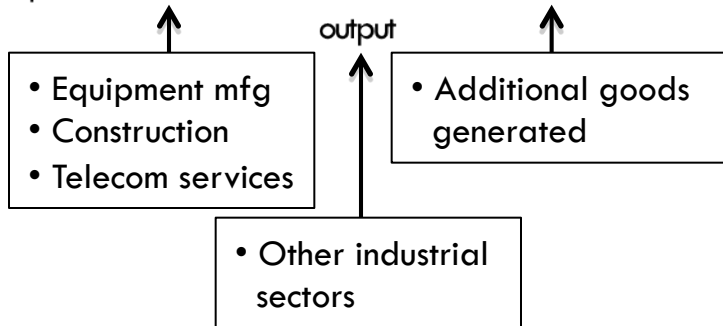 output
• Equipment mfg
• Construction
• Telecom services
• Additional goods
generated
• Other industrial
sectors